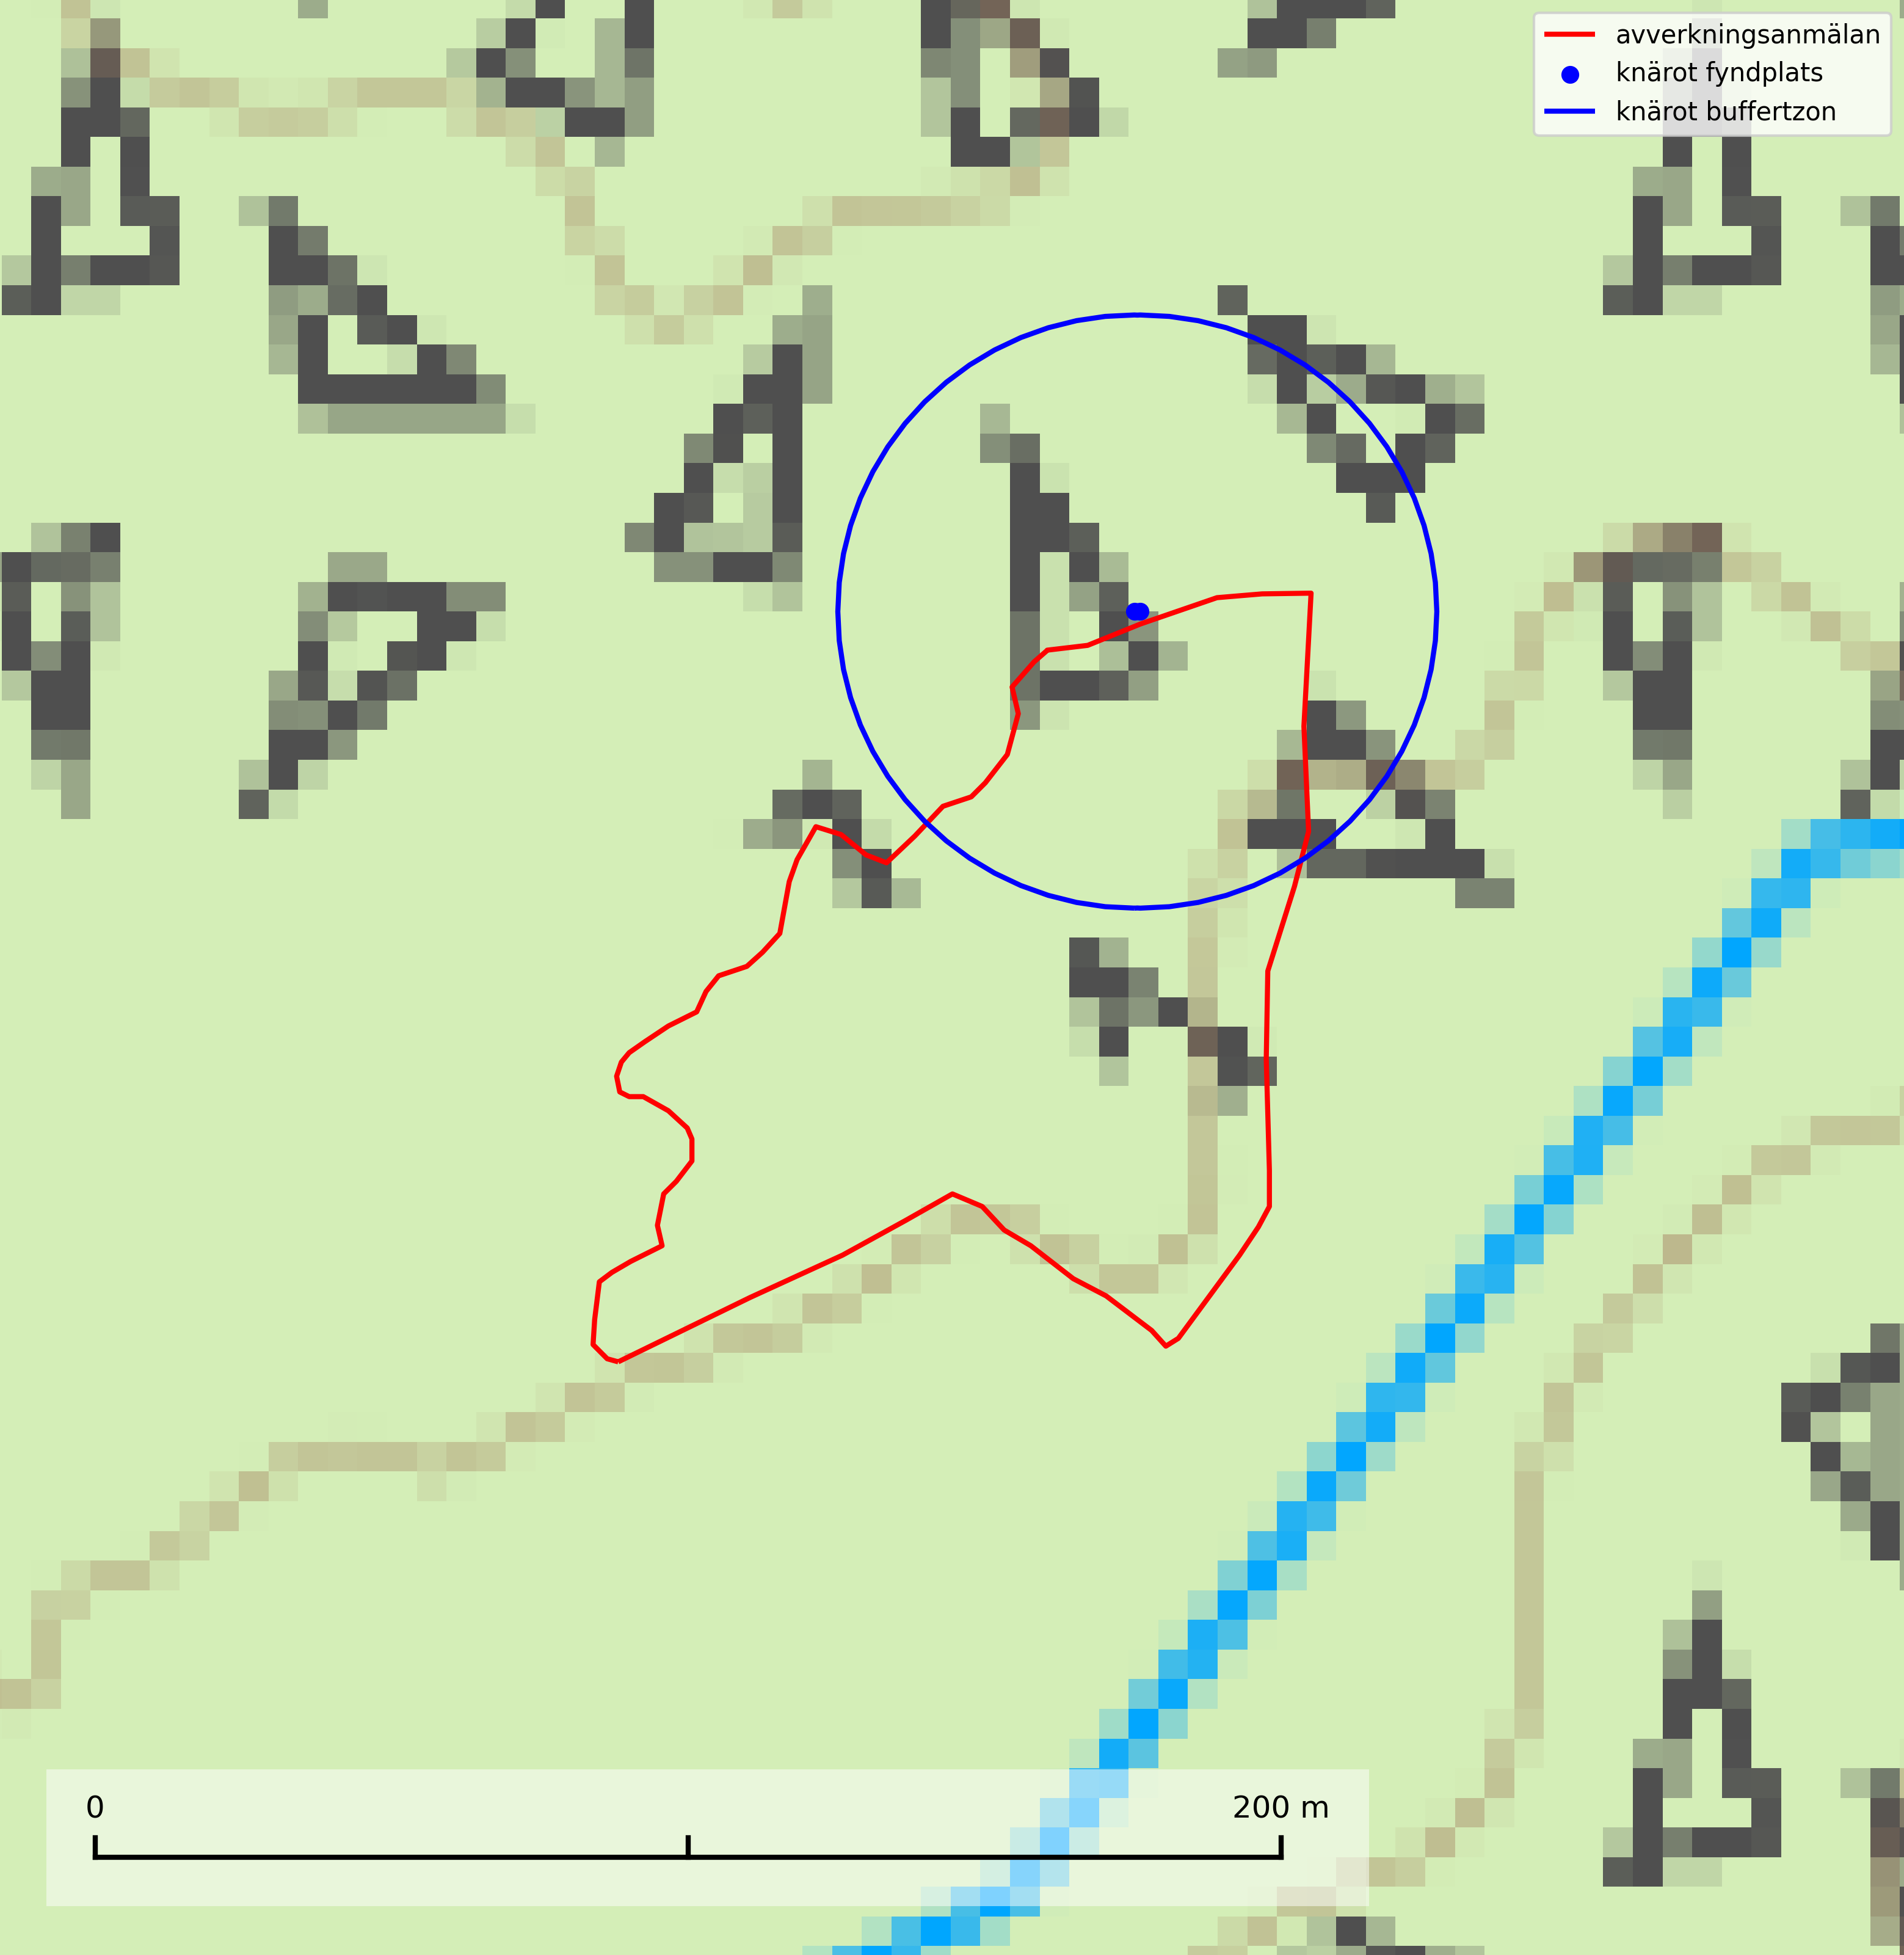 avverkningsanmälan
knärot fyndplats
knärot buffertzon
0 200 m